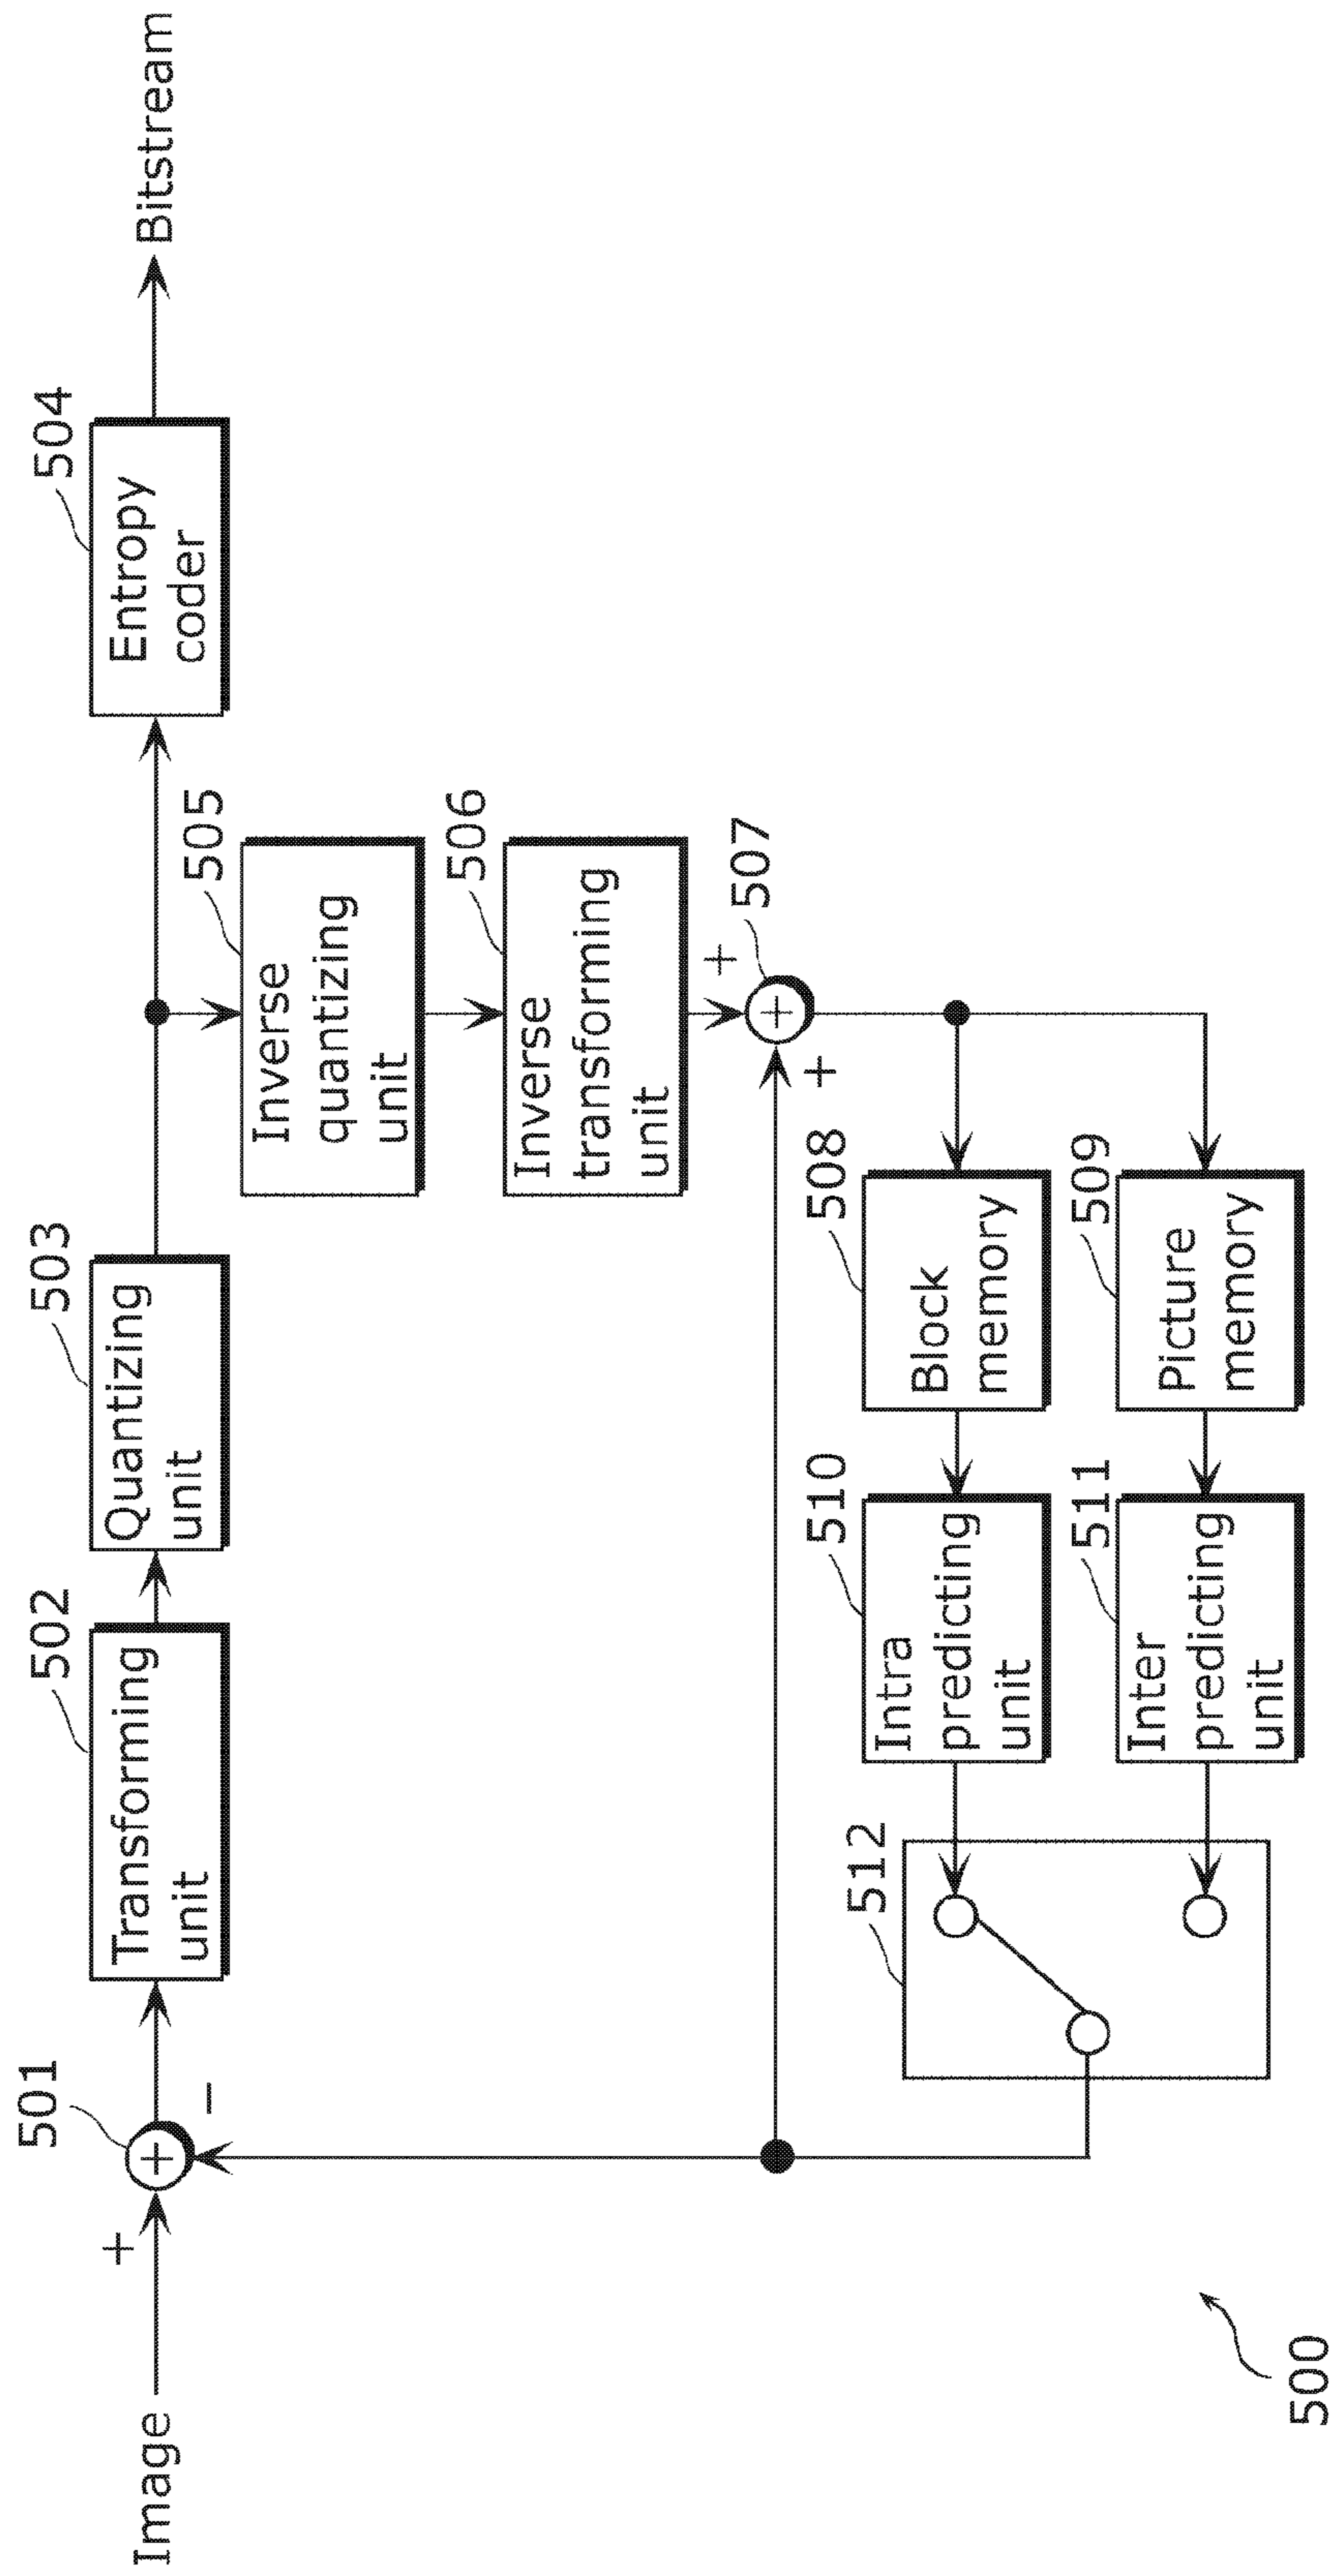 Image
+
501
−
+
502
Transforming
unit
503
Quantizing
unit
504
Entropy
coder
Bitstream
505
Inverse
quantizing
unit
506
Inverse
transforming
unit
+
507
+
+
512
510
Intra
predicting
unit
508
Block
memory
511
Inter
predicting
unit
509
Picture
memory
500